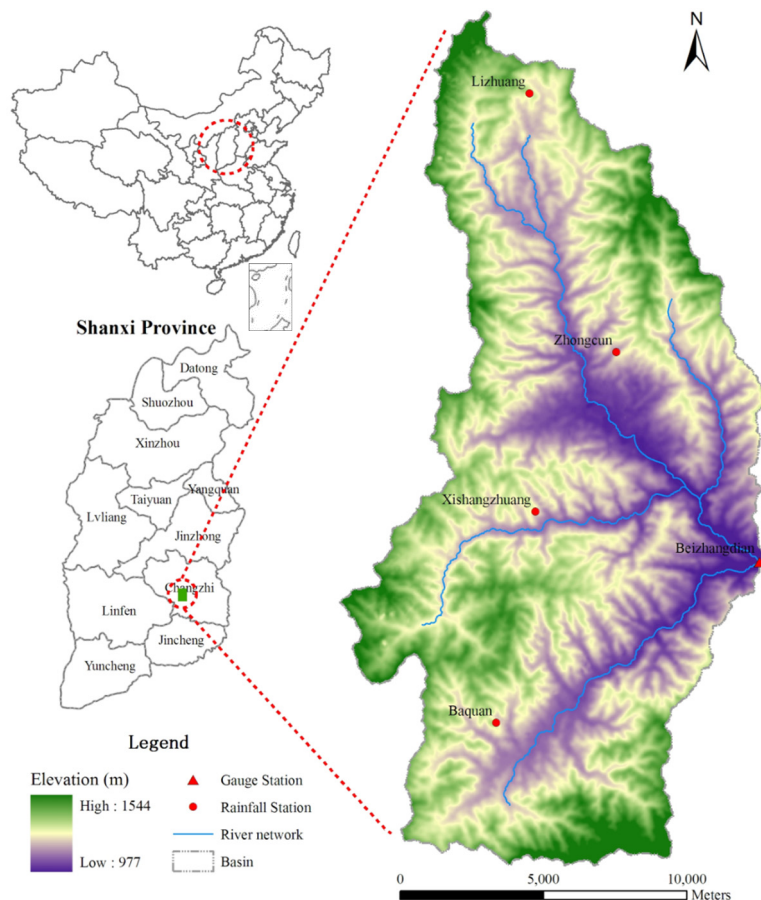 N
Lizhuang
Zhongcun
Xishangzhuang
Beizhangdian
Baquan
Shanxi Province
Datong
Shuozhou
Xinzhou
Yangquan
Taiyuan
Lvliang
Jinzhong
Changzhi
Linfen
Jincheng
Yuncheng
Legend
Elevation (m)
High : 1544
Low : 977
Gauge Station
Rainfall Station
River network
Basin
0 5,000 10,000
Meters